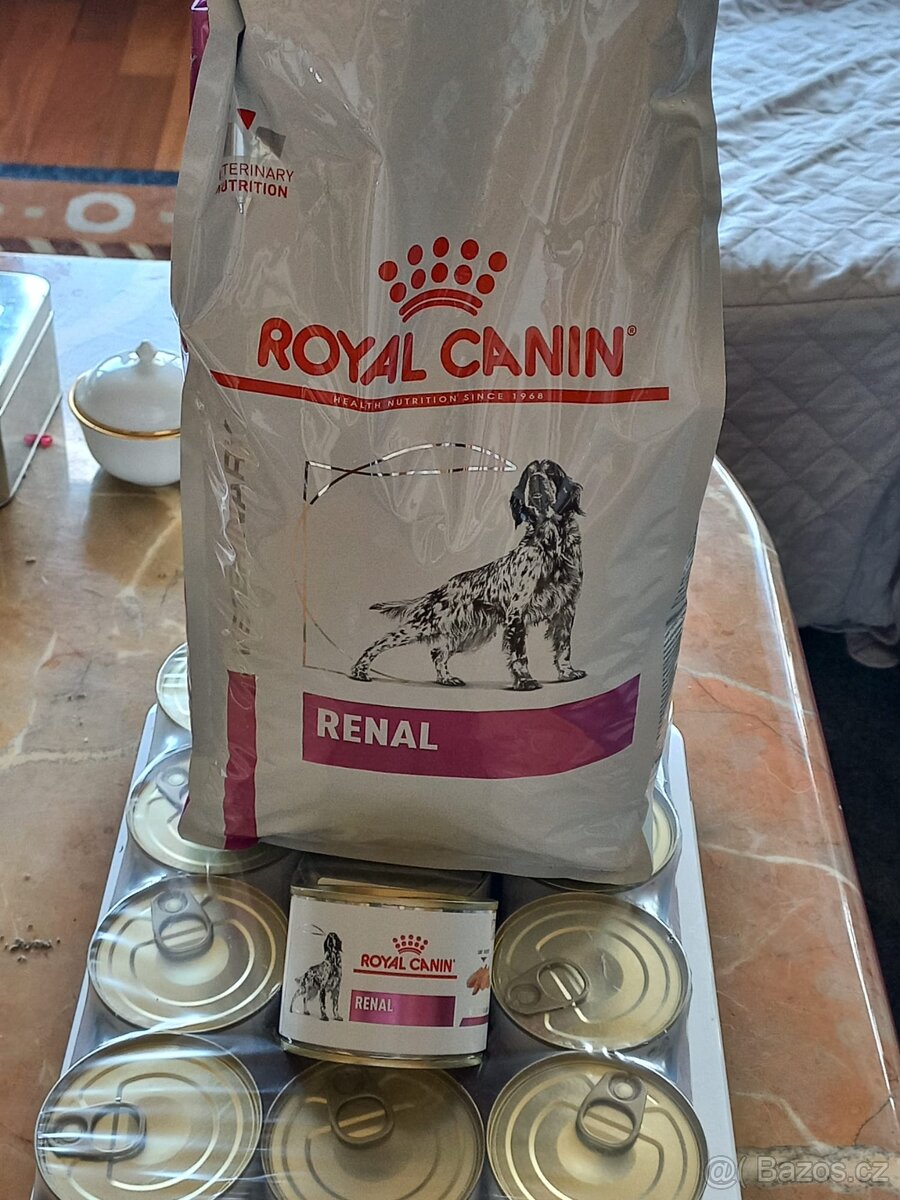 TERINARY
NUTRITION
ROYAL CANIN®
HEALTH NUTRITION SINCE 1968
RENAL
ROYAL CANIN
RENAL
@( Bazos.cz